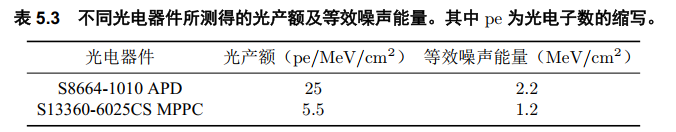 表 5.3 不同光电器件所测得的光产额及等效噪声能量。其中 pe 为光电子数的缩写。
光电器件 光产额（pe/MeV/cm²） 等效噪声能量（MeV/cm²）
S8664-1010 APD 25 2.2
S13360-6025CS MPPC 5.5 1.2